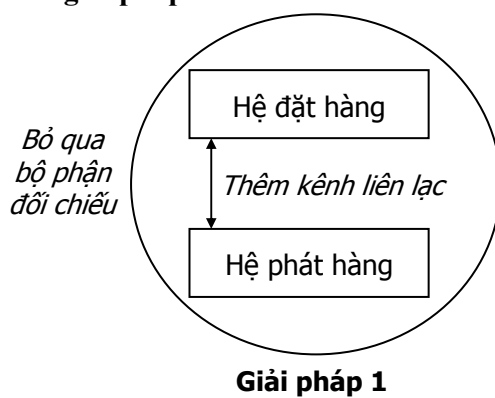 Hệ đặt hàng
Bỏ qua
bộ phận
đối chiếu
Thêm kênh liên lạc
Hệ phát hàng
Giải pháp 1